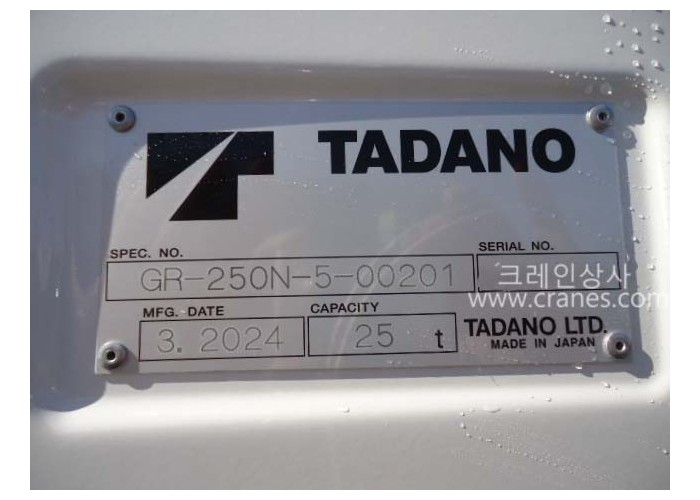 TADANO
SPEC. NO.
SERIAL NO.
GR-250N-5-00201
크레인상사
www.cranes.com
MFG. DATE
CAPACITY
3. 2024
25 t
TADANO LTD.
MADE IN JAPAN